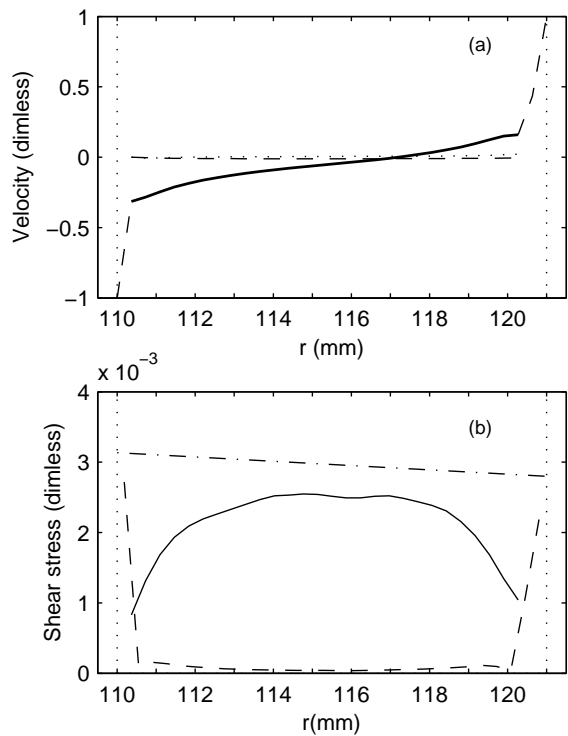 1
(a)
0.5
0
−0.5
−1
Velocity (dimless)
110 112 114 116 118 120
r (mm)
x 10−3
4
(b)
3
2
1
0
Shear stress (dimless)
110 112 114 116 118 120
r(mm)